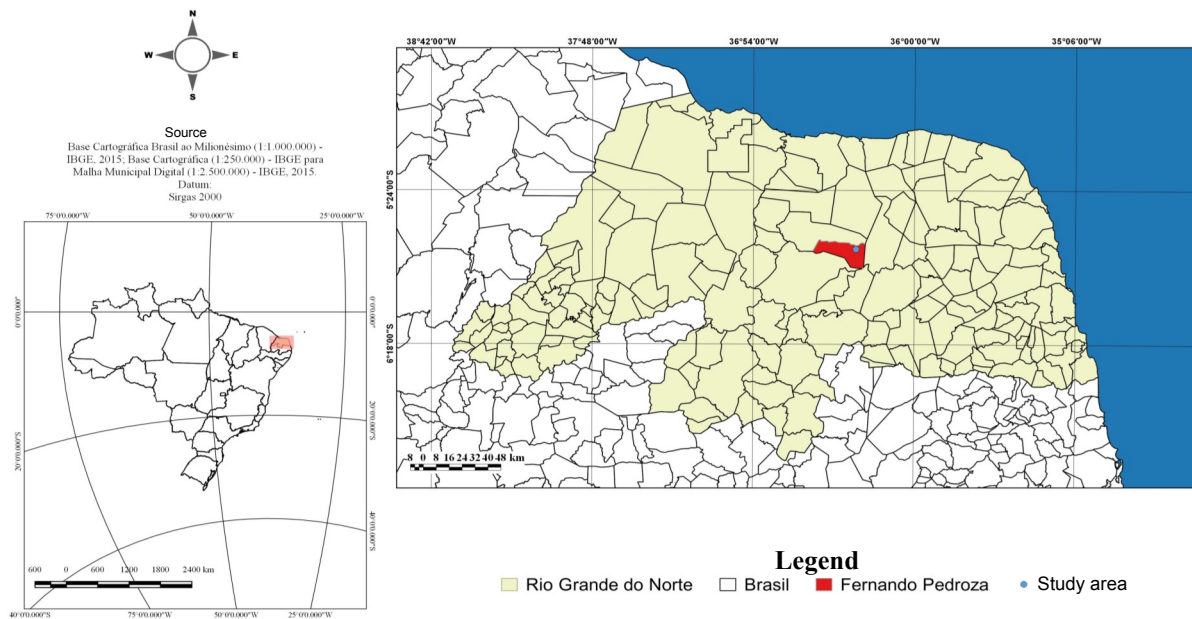 N
W E
S
Source
Base Cartográfica Brasil ao Milionésimo (1:1.000.000) -
IBGE, 2015; Base Cartográfica (1:250.000) - IBGE para
Malha Municipal Digital (1:2.500.000) - IBGE, 2015.
Datum:
Sirgas 2000
75°0'0.000"W 50°0'0.000"W 25°0'0.000"W
0°0'0.000" 0°0'0.000"
20°0'0.000"S 20°0'0.000"S
40°0'0.000"S
600 0 600 1200 1800 2400 km
40°0'0.000"S 75°0'0.000"W 50°0'0.000"W 25°0'0.000"W
38°42'00"W 37°48'00"W 36°54'00"W 36°00'00"W 35°06'00"W
5°24'00"S
6°18'00"S
8 0 8 16 24 32 40 48 km
Legend
Rio Grande do Norte Brasil Fernando Pedroza Study area